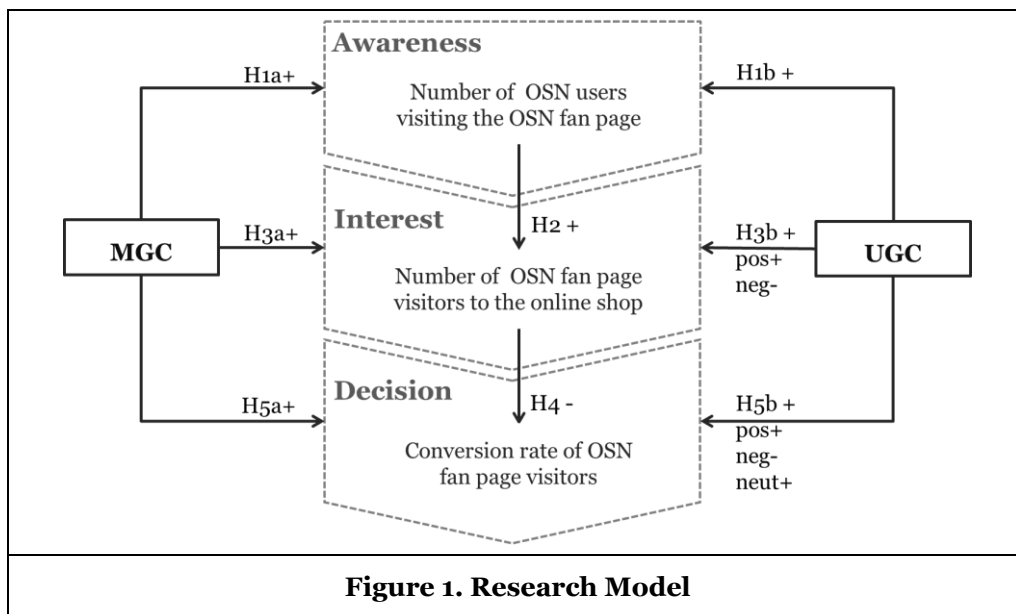 Awareness
H1a+
H1b +
Number of OSN users
visiting the OSN fan page
Interest
H3a+
H2 +
H3b +
pos+
neg-
MGC
UGC
Number of OSN fan page
visitors to the online shop
Decision
H5a+
H4 -
H5b +
pos+
neg-
neut+
Conversion rate of OSN
fan page visitors
Figure 1. Research Model